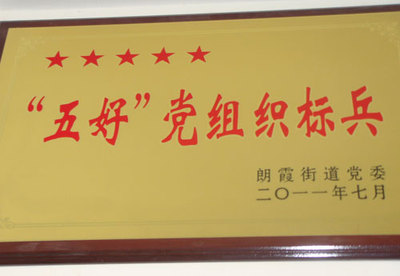 ★★★★★
“五好”党组织标兵
朗霞街道党委
二〇一一年七月